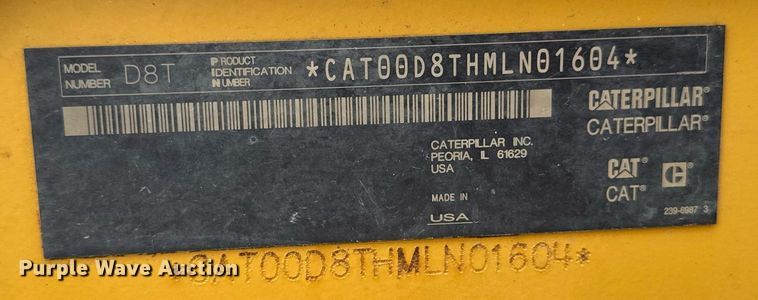 MODEL NUMBER D8T PRODUCT IDENTIFICATION NUMBER *CAT00D8THMLN01604*
CATERPILLAR®
CATERPILLAR®
CATERPILLAR INC.
PEORIA, IL 61629
USA
CAT®
CAT® C ®
MADE IN
USA
239-6987 3
*CAT00D8THMLN01604*
Purple Wave Auction